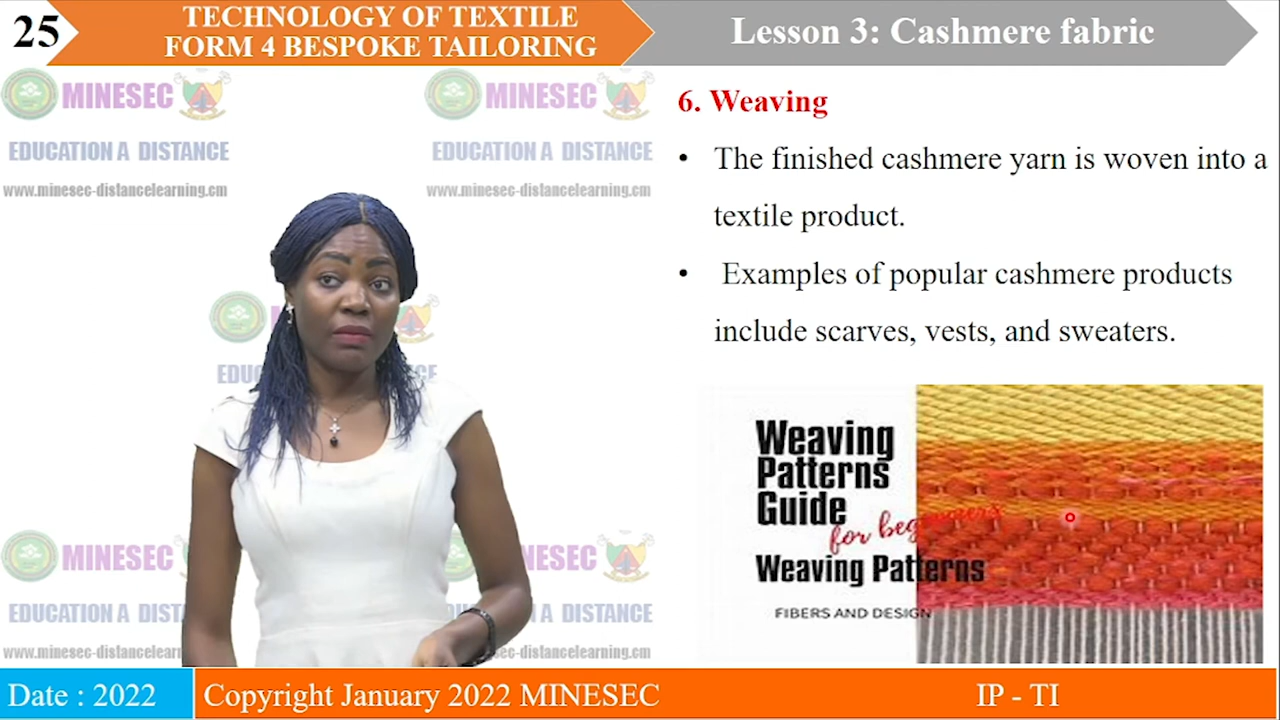 25
TECHNOLOGY OF TEXTILE
FORM 4 BESPOKE TAILORING
Lesson 3: Cashmere fabric
MINESEC
MINESEC
EDUCATION A DISTANCE
EDUCATION A DISTANCE
www.minesec-distancelearning.cm
www.minesec-distancelearning.cm
6. Weaving
• The finished cashmere yarn is woven into a
textile product.
• Examples of popular cashmere products
include scarves, vests, and sweaters.
Weaving
Patterns
Guide
for beginners
Weaving Patterns
FIBERS AND DESIGN
MINESEC
EDUCATION A DISTANCE
www.minesec-distancelearning.cm
Date : 2022
Copyright January 2022 MINESEC
IP - TI